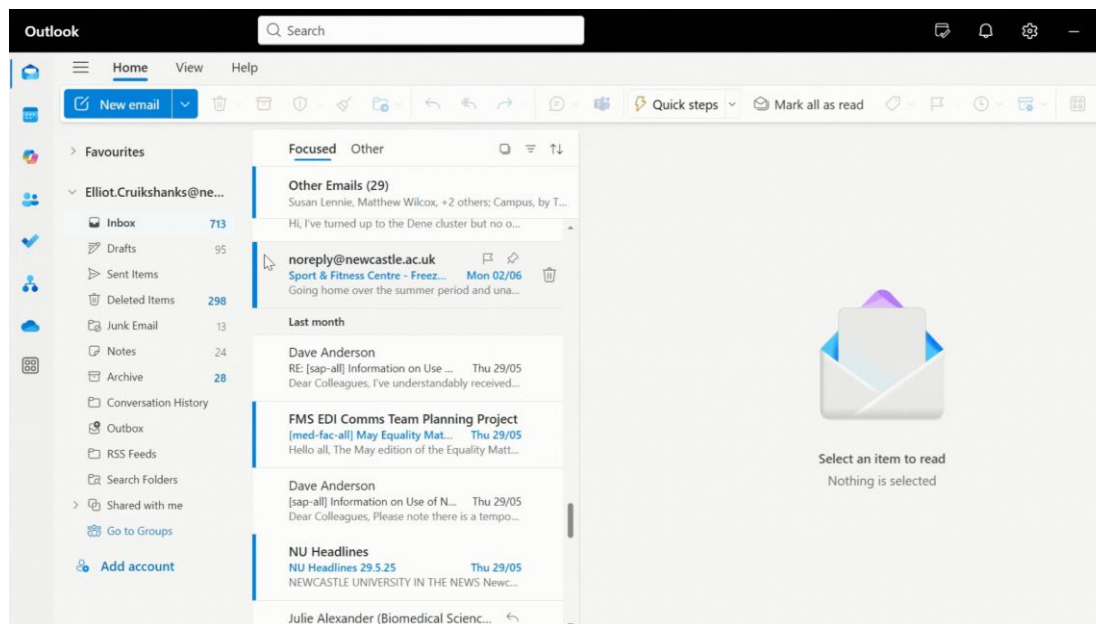 Outlook
Search
Home View Help
New email
Quick steps
Mark all as read
Favourites
Elliot.Cruikshanks@ne...
Inbox 713
Drafts 95
Sent Items
Deleted Items 298
Junk Email 13
Notes 24
Archive 28
Conversation History
Outbox
RSS Feeds
Search Folders
Shared with me
Go to Groups
Add account
Focused Other
Other Emails (29)
Susan Lennie, Matthew Wilcox, +2 others; Campus, by T...
Hi, I've turned up to the Dene cluster but no o...
noreply@newcastle.ac.uk
Sport & Fitness Centre - Freez... Mon 02/06
Going home over the summer period and una...
Last month
Dave Anderson
RE: [sap-all] Information on Use ... Thu 29/05
Dear Colleagues, I've understandably received...
FMS EDI Comms Team Planning Project
[med-fac-all] May Equality Mat... Thu 29/05
Hello all, The May edition of the Equality Matt...
Dave Anderson
[sap-all] Information on Use of N... Thu 29/05
Dear Colleagues, Please note there is a tempo...
NU Headlines
NU Headlines 29.5.25 Thu 29/05
NEWCASTLE UNIVERSITY IN THE NEWS Newc...
Julie Alexander (Biomedical Scienc...
Select an item to read
Nothing is selected